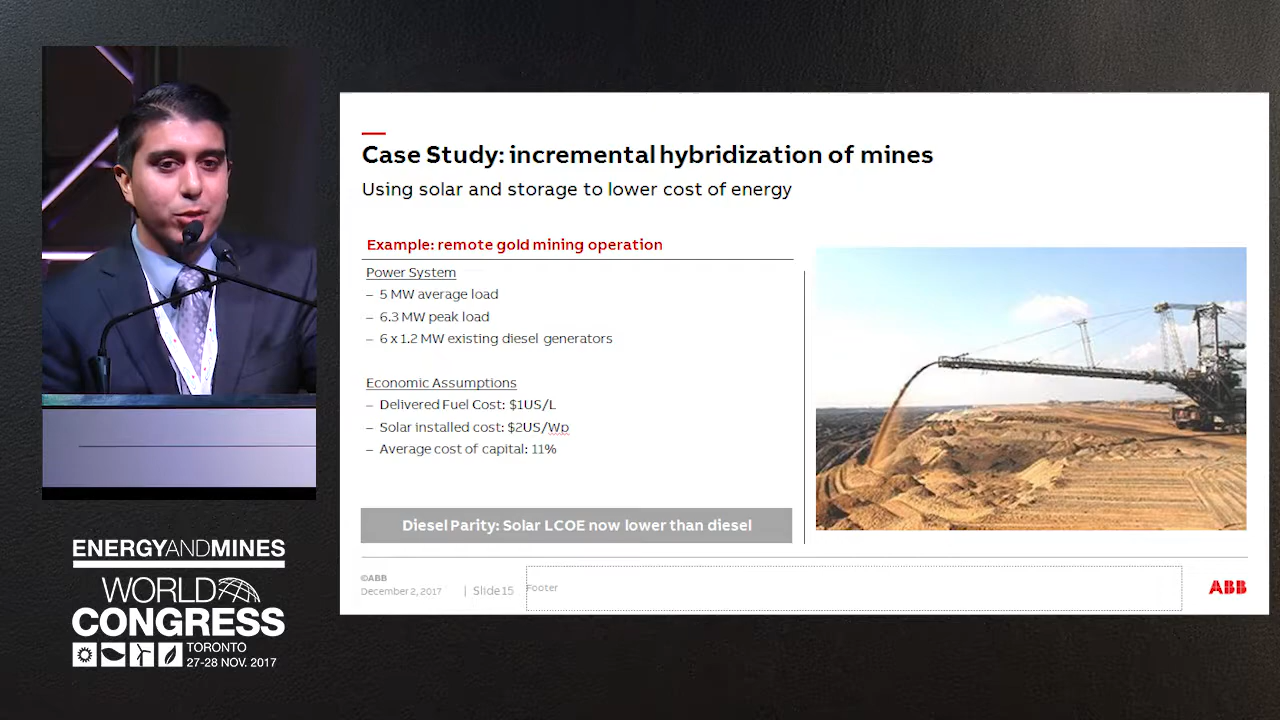 Case Study: incremental hybridization of mines
Using solar and storage to lower cost of energy
Example: remote gold mining operation
Power System
– 5 MW average load
– 6.3 MW peak load
– 6 x 1.2 MW existing diesel generators
Economic Assumptions
– Delivered Fuel Cost: $1US/L
– Solar installed cost: $2US/Wp
– Average cost of capital: 11%
Diesel Parity: Solar LCOE now lower than diesel
©ABB
December 2, 2017
| Slide 15
Footer
ABB
ENERGYANDMINES
WORLD
CONGRESS
TORONTO
27-28 NOV. 2017